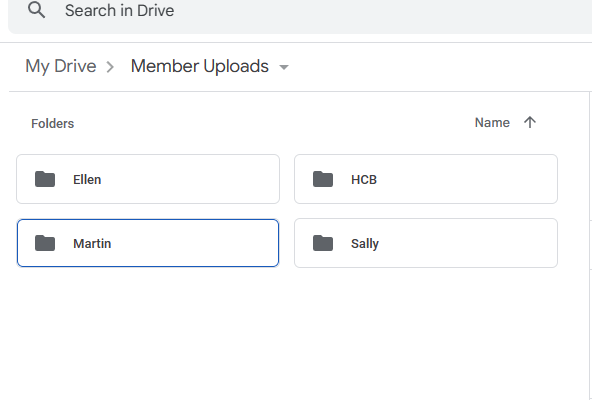 Search in Drive
My Drive > Member Uploads
Folders Name
Ellen HCB
Martin Sally